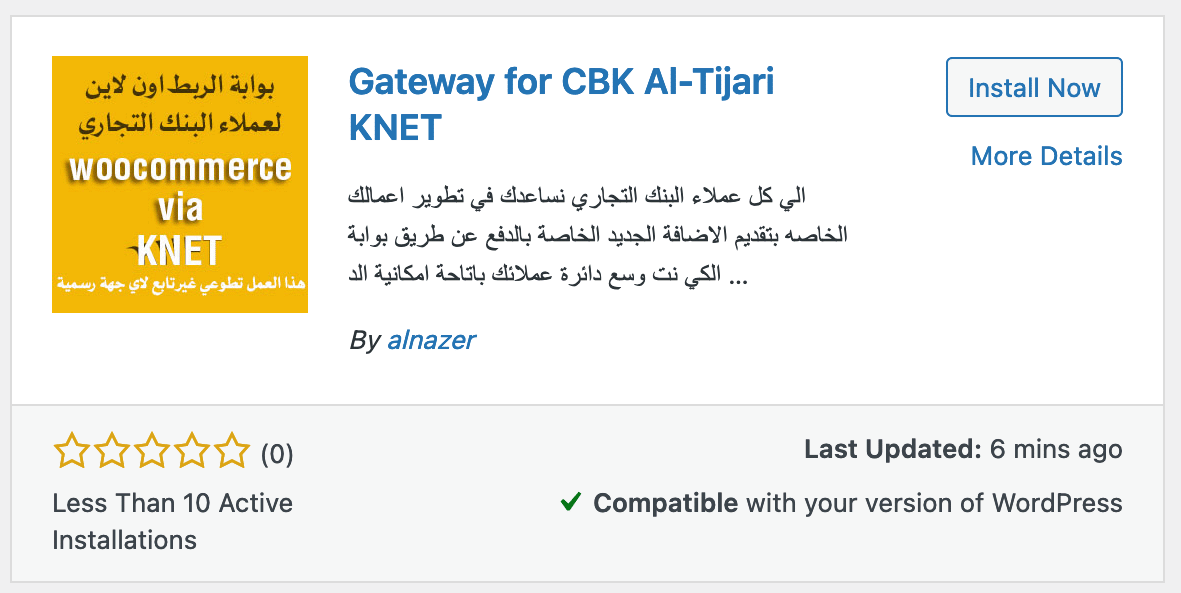 بوابة الربط اون لاين
لعملاء البنك التجاري
woocommerce
via
KNET
هذا العمل تطوعي غير تابع لاي جهة رسمية
Gateway for CBK Al-Tijari
KNET
الي كل عملاء البنك التجاري نساعدك في تطوير اعمالك
الخاصه بتقديم الاضافة الجديد الخاصة بالدفع عن طريق بوابة
الكي نت وسع دائرة عملائك باتاحة امكانية الد ...
By alnazer
Install Now
More Details
(0)
Less Than 10 Active
Installations
Last Updated: 6 mins ago
Compatible with your version of WordPress